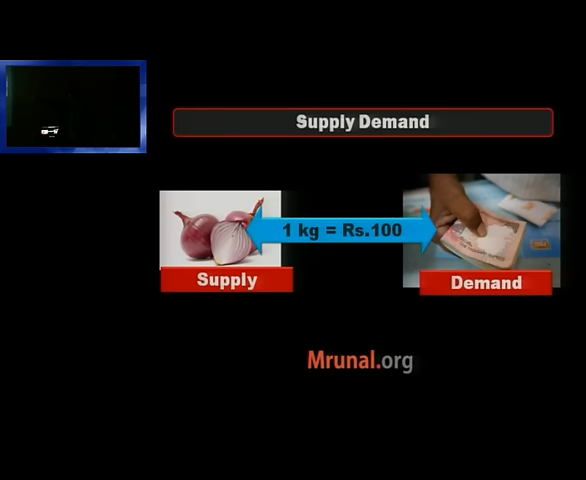 Supply Demand
1 kg = Rs.100
Supply
Demand
Mrunal.org